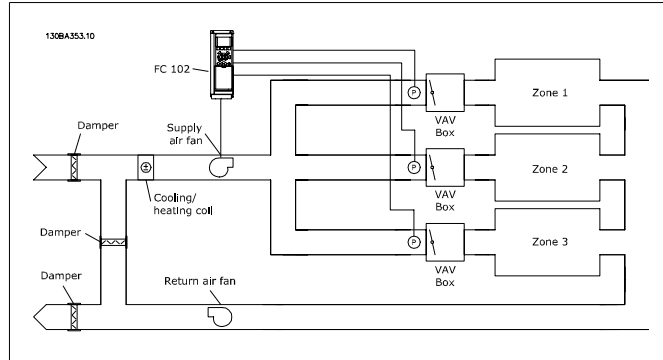 130BA353.10
FC 102
Damper
Supply
air fan
Cooling/
heating coil
Damper
Damper
Return air fan
P
VAV
Box
Zone 1
P
VAV
Box
Zone 2
P
VAV
Box
Zone 3